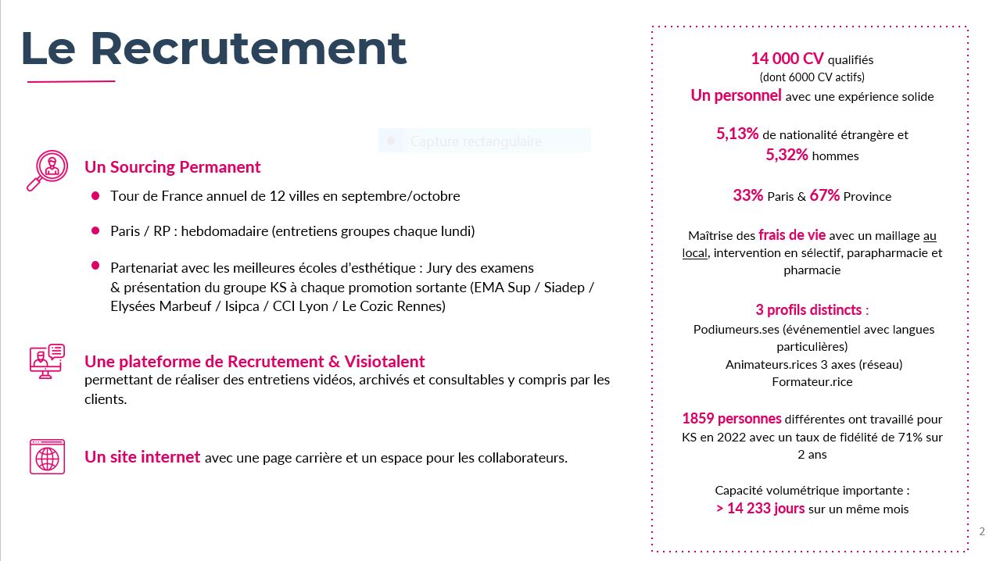 Le Recrutement
Capture rectangulaire
Un Sourcing Permanent
Tour de France annuel de 12 villes en septembre/octobre
Paris / RP : hebdomadaire (entretiens groupes chaque lundi)
Partenariat avec les meilleures écoles d'esthétique : Jury des examens
& présentation du groupe KS à chaque promotion sortante (EMA Sup / Siadep /
Elysées Marbeuf / Isipca / CCI Lyon / Le Cozic Rennes)
Une plateforme de Recrutement & Visiotalent
permettant de réaliser des entretiens vidéos, archivés et consultables y compris par les
clients.
Un site internet avec une page carrière et un espace pour les collaborateurs.
14 000 CV qualifiés
(dont 6000 CV actifs)
Un personnel avec une expérience solide
5,13% de nationalité étrangère et
5,32% hommes
33% Paris & 67% Province
Maîtrise des frais de vie avec un maillage au
local, intervention en sélectif, parapharmacie et
pharmacie
3 profils distincts :
Podiumeurs.ses (événementiel avec langues
particulières)
Animateurs.rices 3 axes (réseau)
Formateur.rice
1859 personnes différentes ont travaillé pour
KS en 2022 avec un taux de fidélité de 71% sur
2 ans
Capacité volumétrique importante :
> 14 233 jours sur un même mois
2